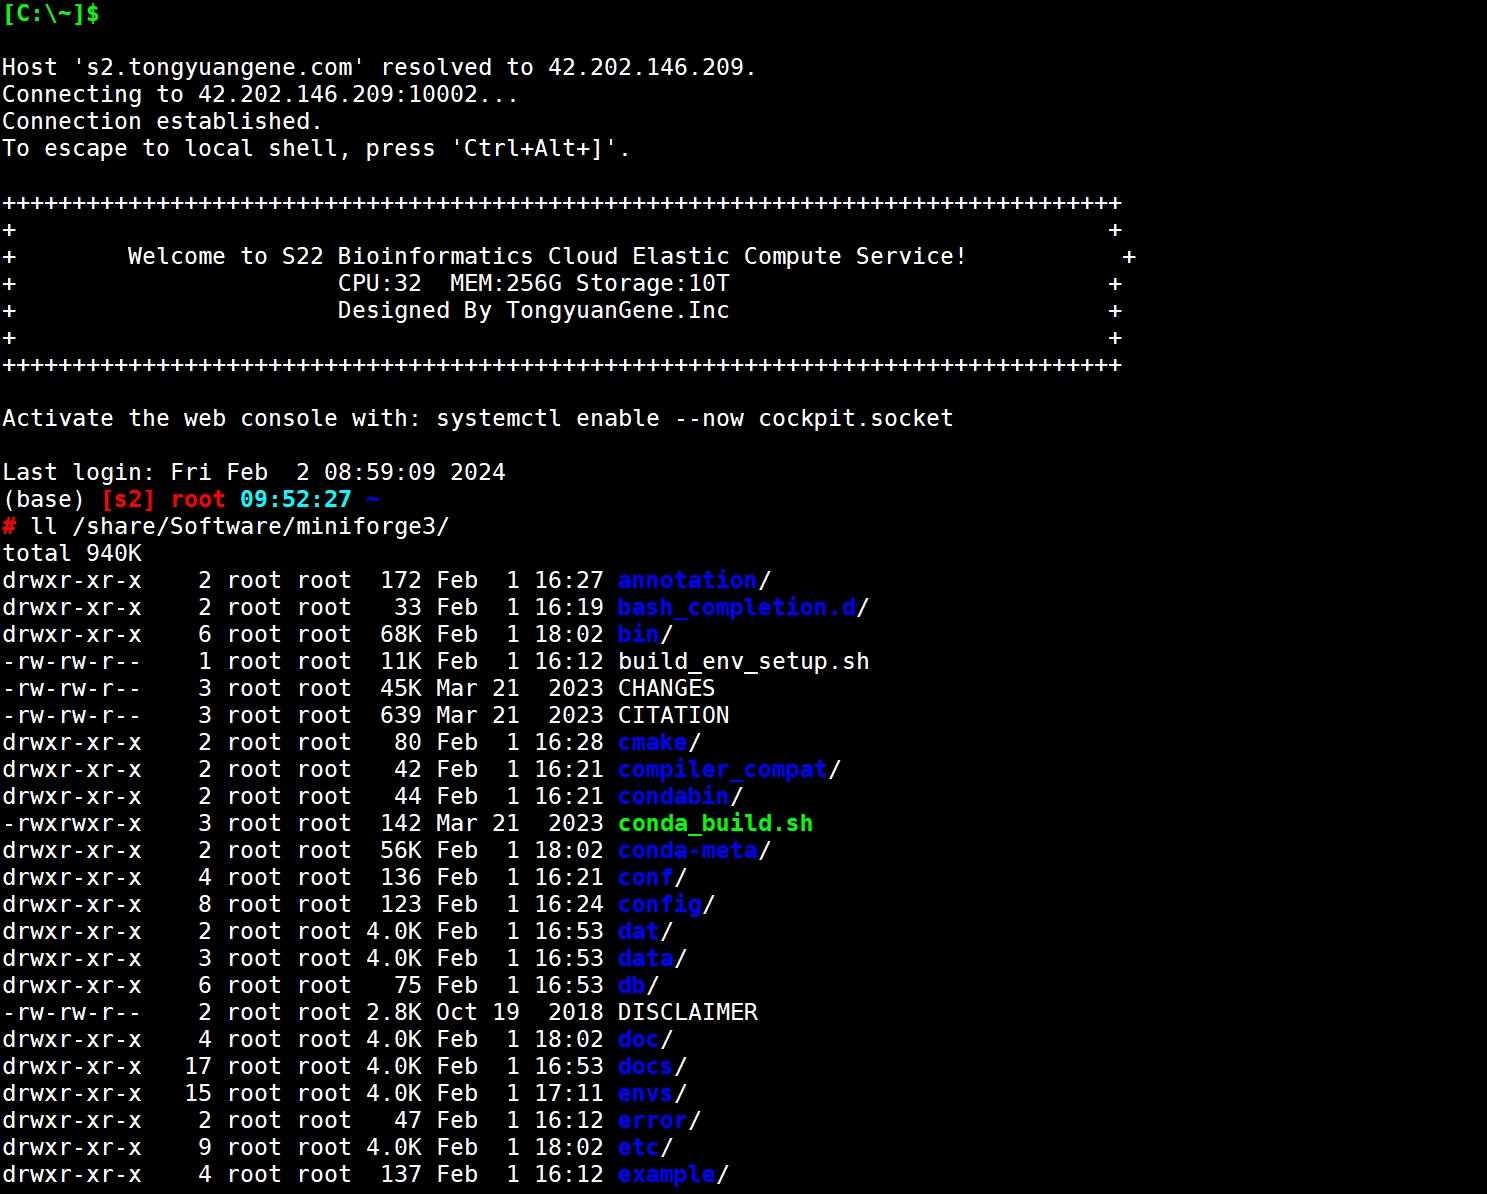 [C:\~]$
Host 's2.tongyuangene.com' resolved to 42.202.146.209.
Connecting to 42.202.146.209:10002...
Connection established.
To escape to local shell, press 'Ctrl+Alt+]'.
++++++++++++++++++++++++++++++++++++++++++++++++++++++++++++++++++++++++++++++++
+                                                                              +
+        Welcome to S22 Bioinformatics Cloud Elastic Compute Service!           +
+                       CPU:32  MEM:256G Storage:10T                           +
+                       Designed By TongyuanGene.Inc                           +
+                                                                              +
++++++++++++++++++++++++++++++++++++++++++++++++++++++++++++++++++++++++++++++++
Activate the web console with: systemctl enable --now cockpit.socket
Last login: Fri Feb  2 08:59:09 2024
(base) [s2] root 09:52:27 ~
# ll /share/Software/miniforge3/
total 940K
drwxr-xr-x    2 root root  172 Feb  1 16:27 annotation/
drwxr-xr-x    2 root root   33 Feb  1 16:19 bash_completion.d/
drwxr-xr-x    6 root root  68K Feb  1 18:02 bin/
-rw-rw-r--    1 root root  11K Feb  1 16:12 build_env_setup.sh
-rw-rw-r--    3 root root  45K Mar 21  2023 CHANGES
-rw-rw-r--    3 root root  639 Mar 21  2023 CITATION
drwxr-xr-x    2 root root   80 Feb  1 16:28 cmake/
drwxr-xr-x    2 root root   42 Feb  1 16:21 compiler_compat/
drwxr-xr-x    2 root root   44 Feb  1 16:21 condabin/
-rwxrwxr-x    3 root root  142 Mar 21  2023 conda_build.sh
drwxr-xr-x    2 root root  56K Feb  1 18:02 conda-meta/
drwxr-xr-x    4 root root  136 Feb  1 16:21 conf/
drwxr-xr-x    8 root root  123 Feb  1 16:24 config/
drwxr-xr-x    2 root root 4.0K Feb  1 16:53 dat/
drwxr-xr-x    3 root root 4.0K Feb  1 16:53 data/
drwxr-xr-x    6 root root   75 Feb  1 16:53 db/
-rw-rw-r--    2 root root 2.8K Oct 19  2018 DISCLAIMER
drwxr-xr-x    4 root root 4.0K Feb  1 18:02 doc/
drwxr-xr-x   17 root root 4.0K Feb  1 16:53 docs/
drwxr-xr-x   15 root root 4.0K Feb  1 17:11 envs/
drwxr-xr-x    2 root root   47 Feb  1 16:12 error/
drwxr-xr-x    9 root root 4.0K Feb  1 18:02 etc/
drwxr-xr-x    4 root root  137 Feb  1 16:12 example/